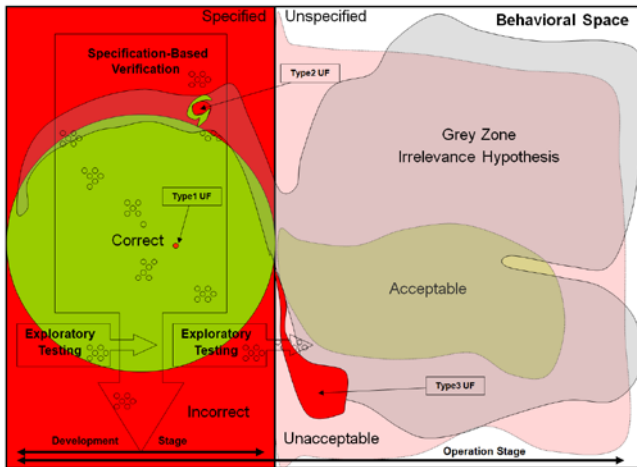 Specified
Unspecified
Behavioral Space
Specification-Based
Verification
Type2 UF
Grey Zone
Irrelevance Hypothesis
Type1 UF
Correct
Acceptable
Exploratory
Testing
Exploratory
Testing
Type3 UF
Incorrect
Unacceptable
Development Stage
Operation Stage